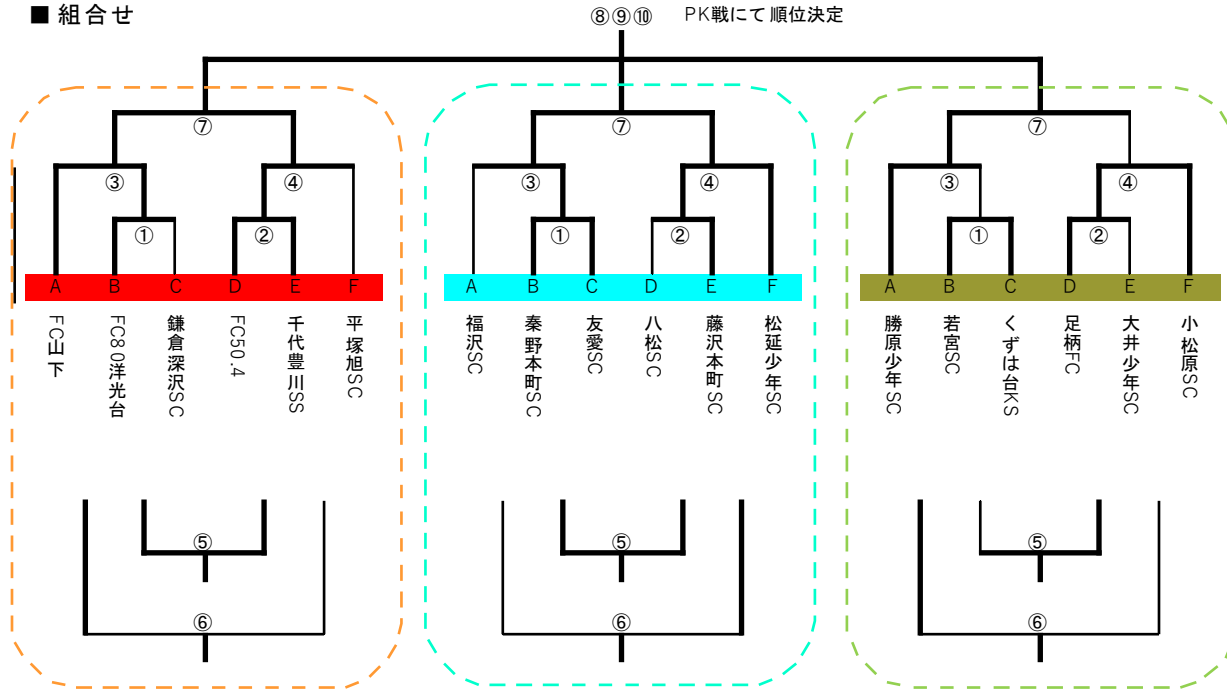 ■ 組合せ
⑧⑨⑩ PK戦にて順位決定
⑦ ⑦ ⑦
③ ④ ③ ④ ③ ④
① ② ① ② ① ②
A B C D E F A B C D E F A B C D E F
FC山下
FC80洋光台
鎌倉深沢SC
FC50.4
千代豊川SS
平塚旭SC
福沢SC
秦野本町SC
友愛SC
八松SC
藤沢本町SC
松延少年SC
勝原少年SC
若宮SC
くずは台KS
足柄FC
大井少年SC
小松原SC
⑤ ⑤ ⑤
⑥ ⑥ ⑥